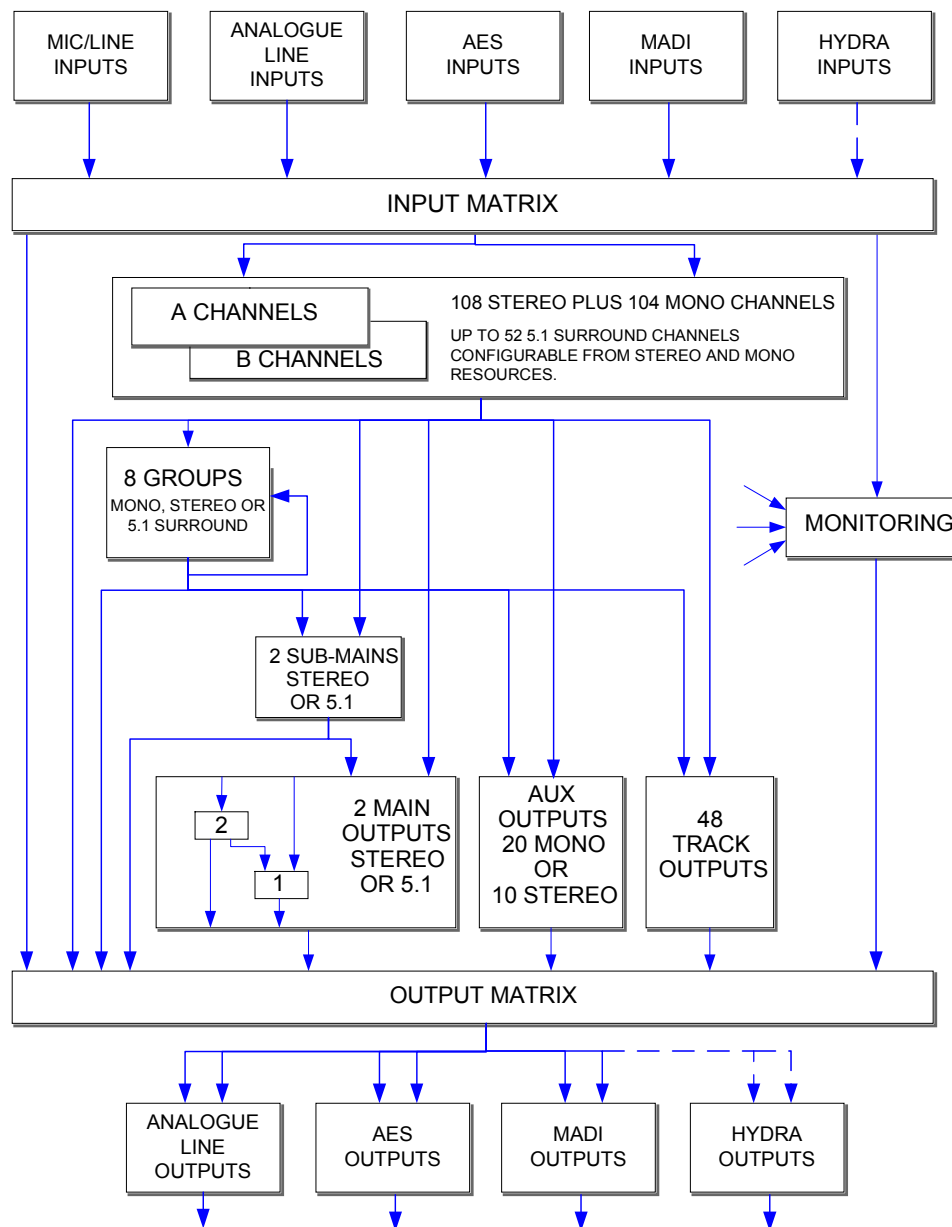 MIC/LINE
INPUTS
ANALOGUE
LINE
INPUTS
AES
INPUTS
MADI
INPUTS
HYDRA
INPUTS
INPUT MATRIX
A CHANNELS
B CHANNELS
108 STEREO PLUS 104 MONO CHANNELS
UP TO 52 5.1 SURROUND CHANNELS
CONFIGURABLE FROM STEREO AND MONO
RESOURCES.
8 GROUPS
MONO, STEREO OR
5.1 SURROUND
MONITORING
2 SUB-MAINS
STEREO
OR 5.1
2
1
2 MAIN
OUTPUTS
STEREO
OR 5.1
AUX
OUTPUTS
20 MONO
OR
10 STEREO
48
TRACK
OUTPUTS
OUTPUT MATRIX
ANALOGUE
LINE
OUTPUTS
AES
OUTPUTS
MADI
OUTPUTS
HYDRA
OUTPUTS